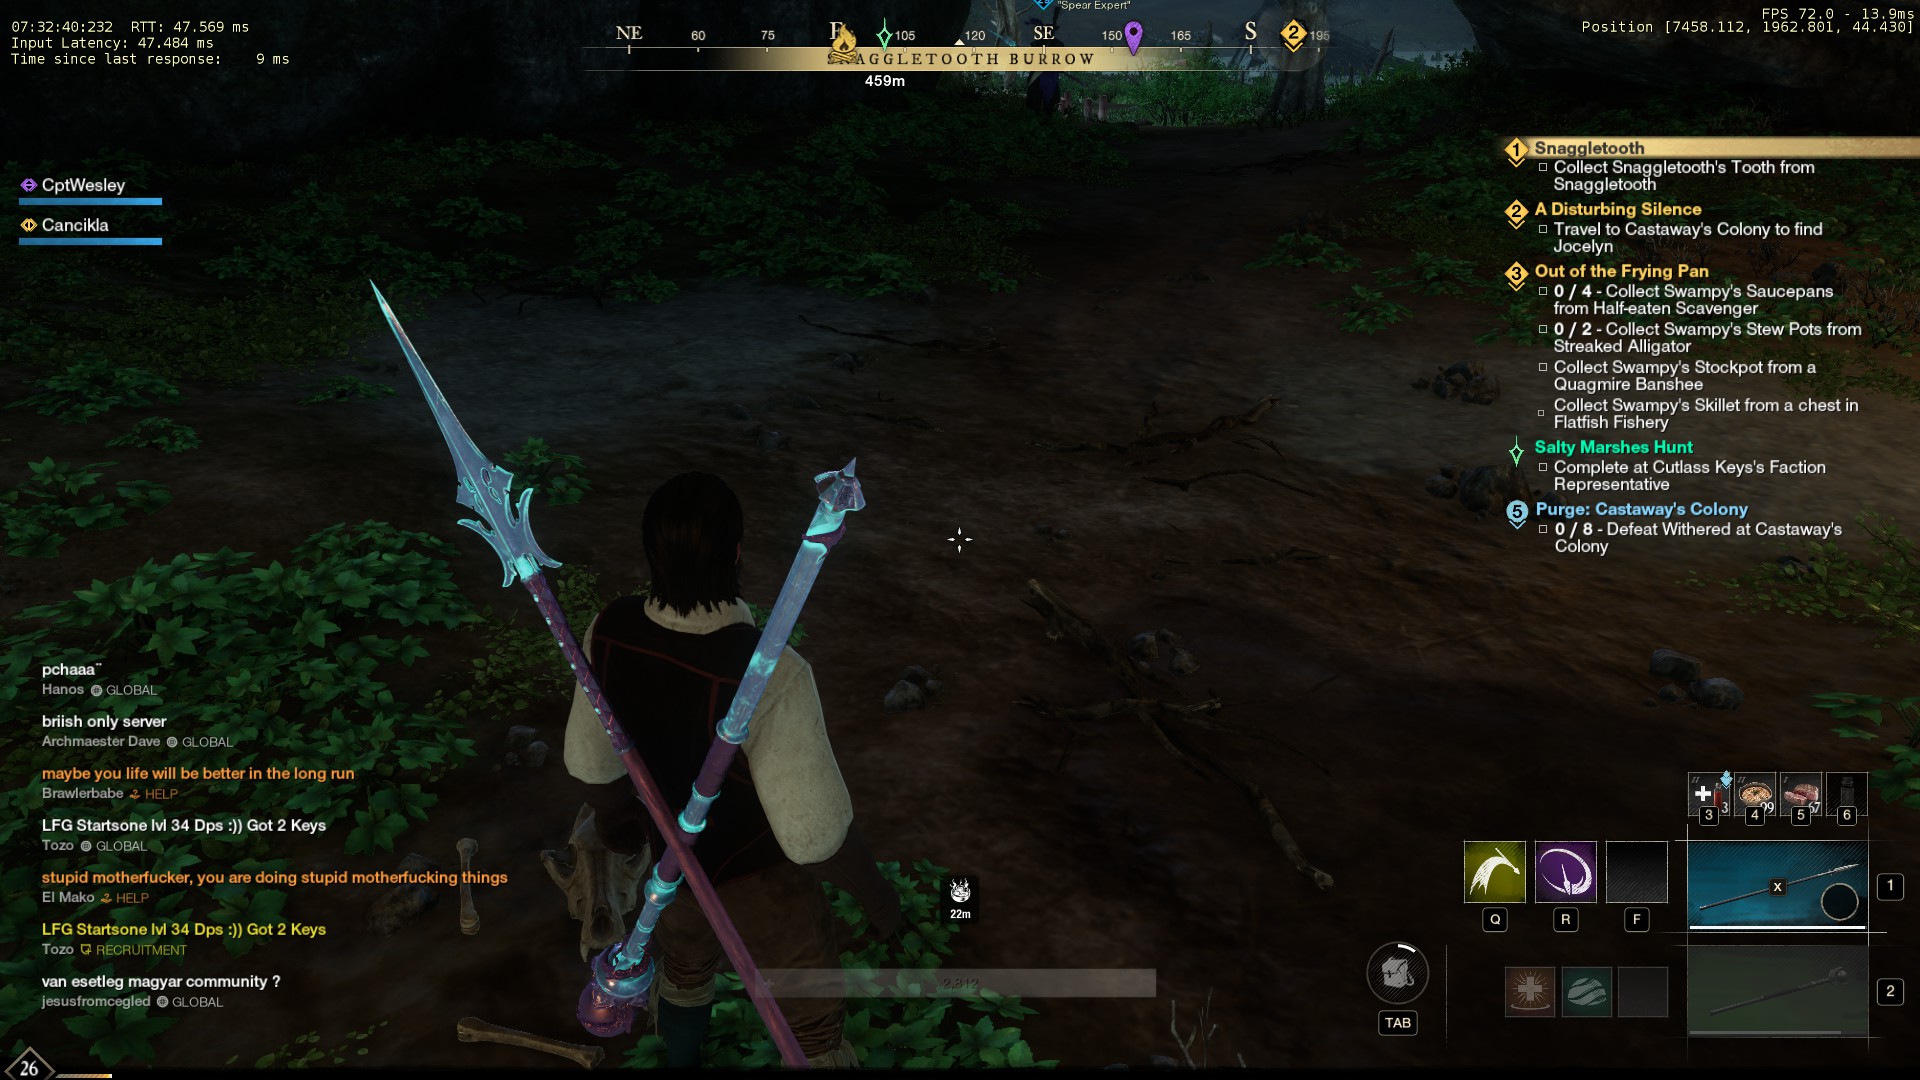 07:32:40:232 RTT: 47.569 ms
Input Latency: 47.484 ms
Time since last response: 9 ms
"Spear Expert"
FPS 72.0 - 13.9ms
Position [7458.112, 1962.801, 44.430]
NE 60 75 E 105 120 SE 150 165 S 2 195
BURROW
459m
CptWesley
Cancikla
1 Snaggletooth
Collect Snaggletooth's Tooth from
Snaggletooth
2 A Disturbing Silence
Travel to Castaway's Colony to find
Jocelyn
3 Out of the Frying Pan
0 / 4 - Collect Swampy's Saucepans
from Half-eaten Scavenger
0 / 2 - Collect Swampy's Stew Pots from
Streaked Alligator
Collect Swampy's Stockpot from a
Quagmire Banshee
Collect Swampy's Skillet from a chest in
Flatfish Fishery
Salty Marshes Hunt
Complete at Cutlass Keys's Faction
Representative
5 Purge: Castaway's Colony
0 / 8 - Defeat Withered at Castaway's
Colony
pchaaa¨
Hanos GLOBAL
briish only server
Archmaester Dave GLOBAL
maybe you life will be better in the long run
Brawlerbabe HELP
LFG Startsone lvl 34 Dps :)) Got 2 Keys
Tozo GLOBAL
stupid motherfucker, you are doing stupid motherfucking things
El Mako HELP
LFG Startsone lvl 34 Dps :)) Got 2 Keys
Tozo RECRUITMENT
van esetleg magyar community ?
jesusfromcegled GLOBAL
22m
2,812
26
3 99 67
3 4 5 6
X
1
Q R F
TAB
2